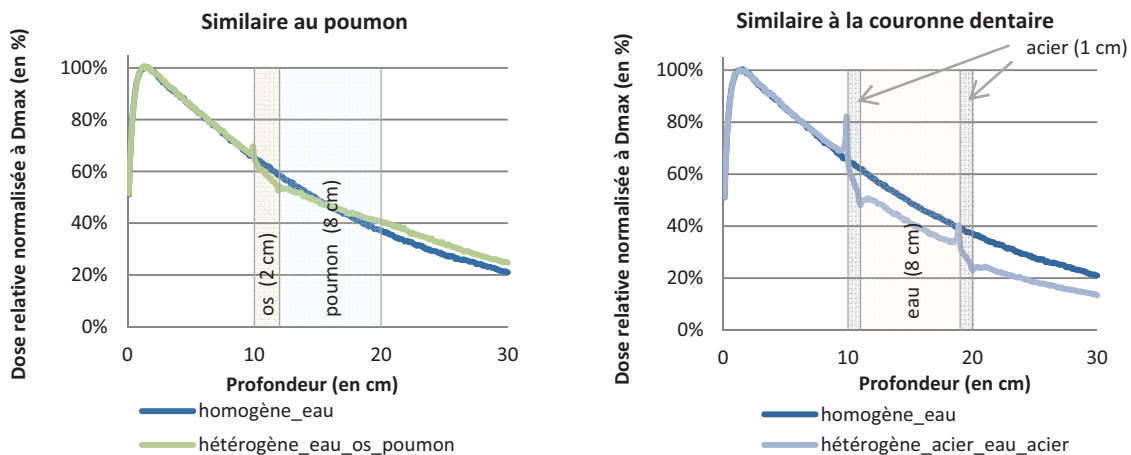 Similaire au poumon
Dose relative normalisée à Dmax (en %)
100%
80%
60%
40%
20%
0%
os (2 cm)
poumon (8 cm)
0
10
20
30
Profondeur (en cm)
homogène_eau
hétérogène_eau_os_poumon
Similaire à la couronne dentaire
acier (1 cm)
Dose relative normalisée à Dmax (en %)
100%
80%
60%
40%
20%
0%
eau (8 cm)
0
10
20
30
Profondeur (en cm)
homogène_eau
hétérogène_acier_eau_acier